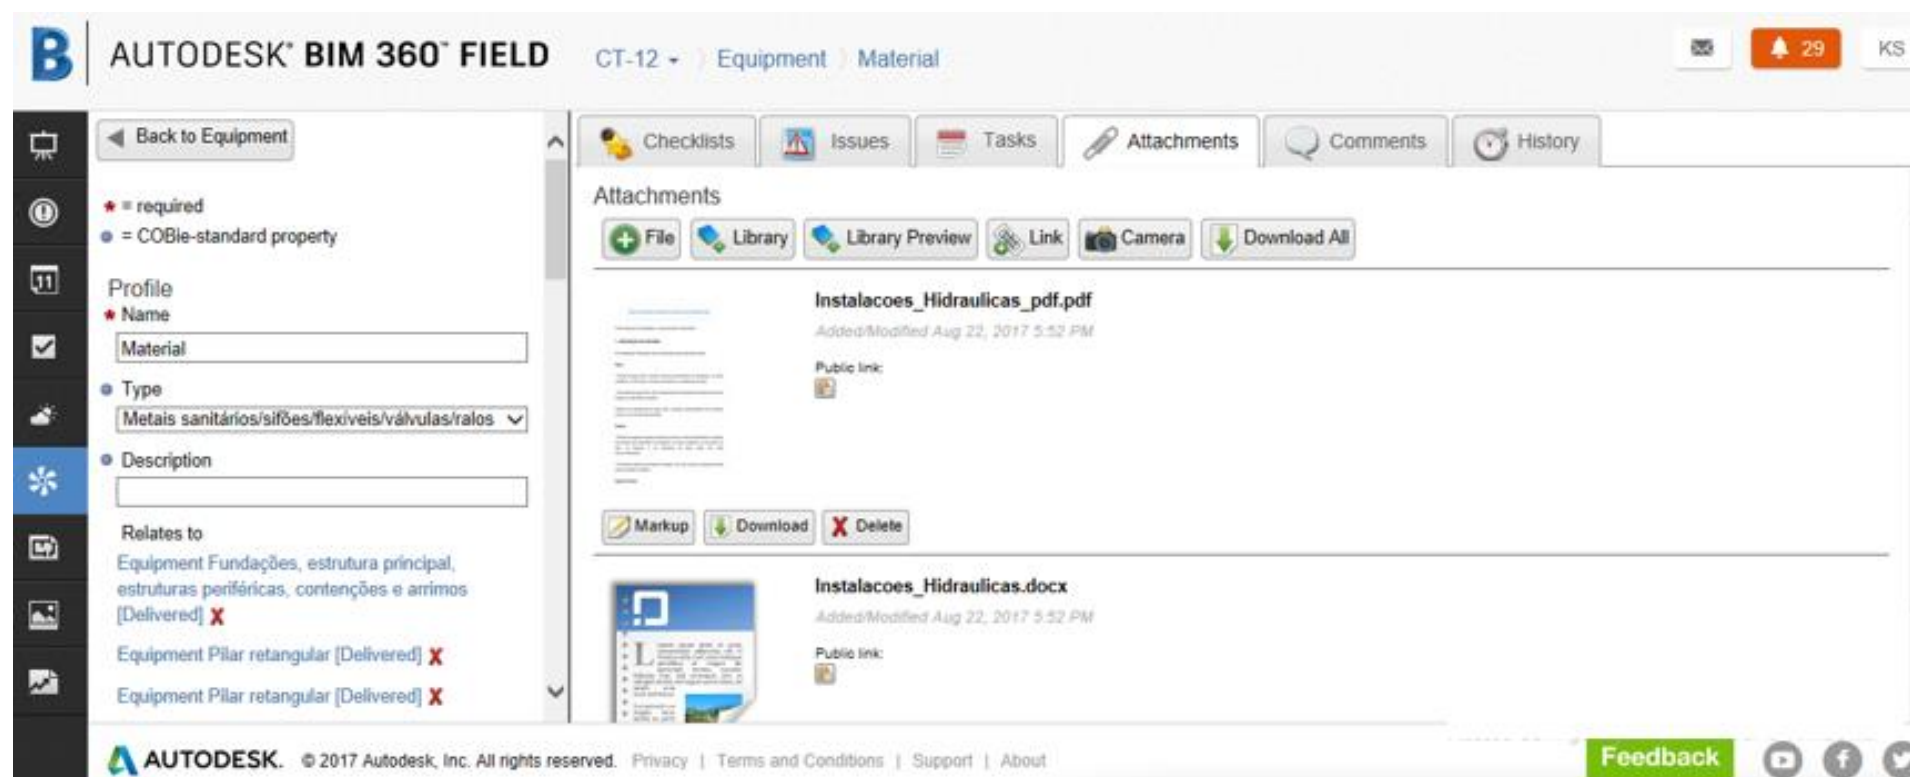 B AUTODESK® BIM 360™ FIELD
CT-12
Equipment
Material
29
KS
Back to Equipment
* = required
= COBie-standard property
Profile
* Name
Material
Type
Metais sanitários/sifões/flexíveis/válvulas/ralos
Description
Relates to
Equipment Fundações, estrutura principal,
estruturas periféricas, contenções e arrimos
[Delivered] X
Equipment Pilar retangular [Delivered] X
Equipment Pilar retangular [Delivered] X
Checklists
Issues
Tasks
Attachments
Comments
History
Attachments
File
Library
Library Preview
Link
Camera
Download All
Instalacoes_Hidraulicas_pdf.pdf
Added/Modified Aug 22, 2017 5:52 PM
Public link:
Markup
Download
X Delete
Instalacoes_Hidraulicas.docx
Added/Modified Aug 22, 2017 5:52 PM
Public link:
11
AUTODESK. © 2017 Autodesk, Inc. All rights reserved. Privacy | Terms and Conditions | Support | About
Feedback